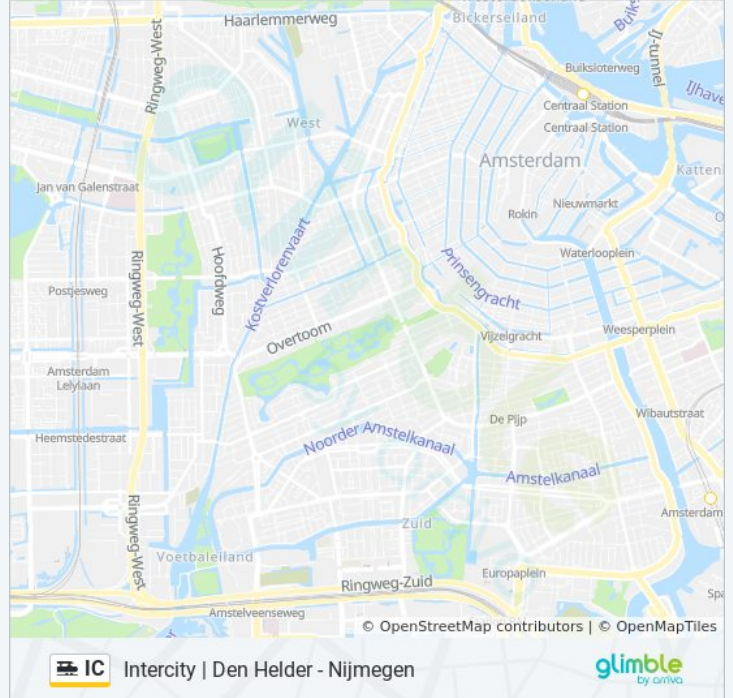 Haarlemmerweg
Bickerseiland
Buiks
IJ-tunnel
Ringweg-West
Buiksloterweg
IJhave
Centraal Station
Centraal Station
West
Amsterdam
Katten
Jan van Galenstraat
Nieuwmarkt
Rokin
O
Kostverlorenvaart
Hoofdweg
Ringweg-West
Waterlooplein
Prinsengracht
Postjesweg
Overtoom
Vijzelgracht
Weesperplein
Amsterdam
Lelylaan
De Pijp
Wibautstraat
Heemstedestraat
Noorder Amstelkanaal
Amstelkanaal
Amsterdam
Ringweg-West
Zuid
Voetbaleiland
Europaplein
Ringweg-Zuid
Spa
Amstelveenseweg
© OpenStreetMap contributors | © OpenMapTiles
IC Intercity | Den Helder - Nijmegen
glimble
by arriva